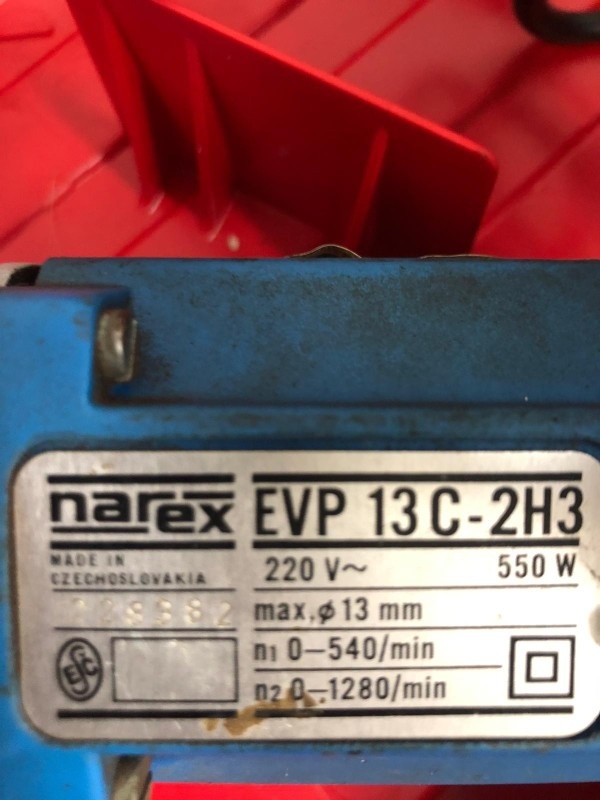 narex
EVP 13 C-2H3
MADE IN
CZECHOSLOVAKIA
220 V~ 550 W
max. ϕ 13 mm
n1 0—540/min
n2 0—1280/min